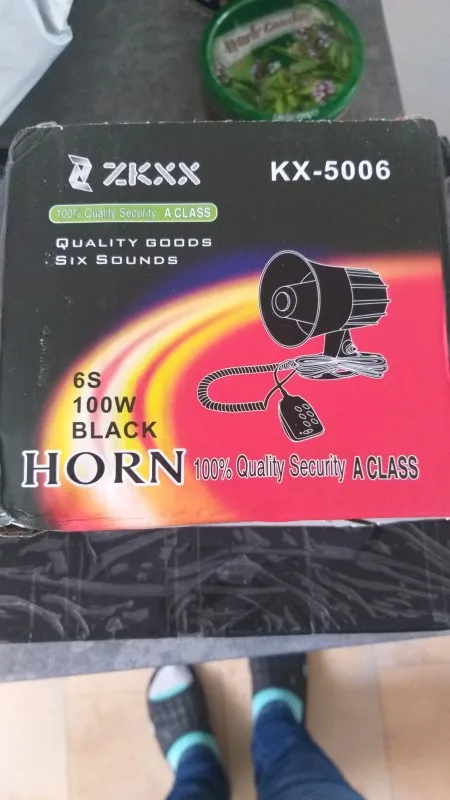 ZKXX
KX-5006
100% Quality Security A CLASS
QUALITY GOODS
SIX SOUNDS
6S
100W
BLACK
HORN 100% Quality Security A CLASS